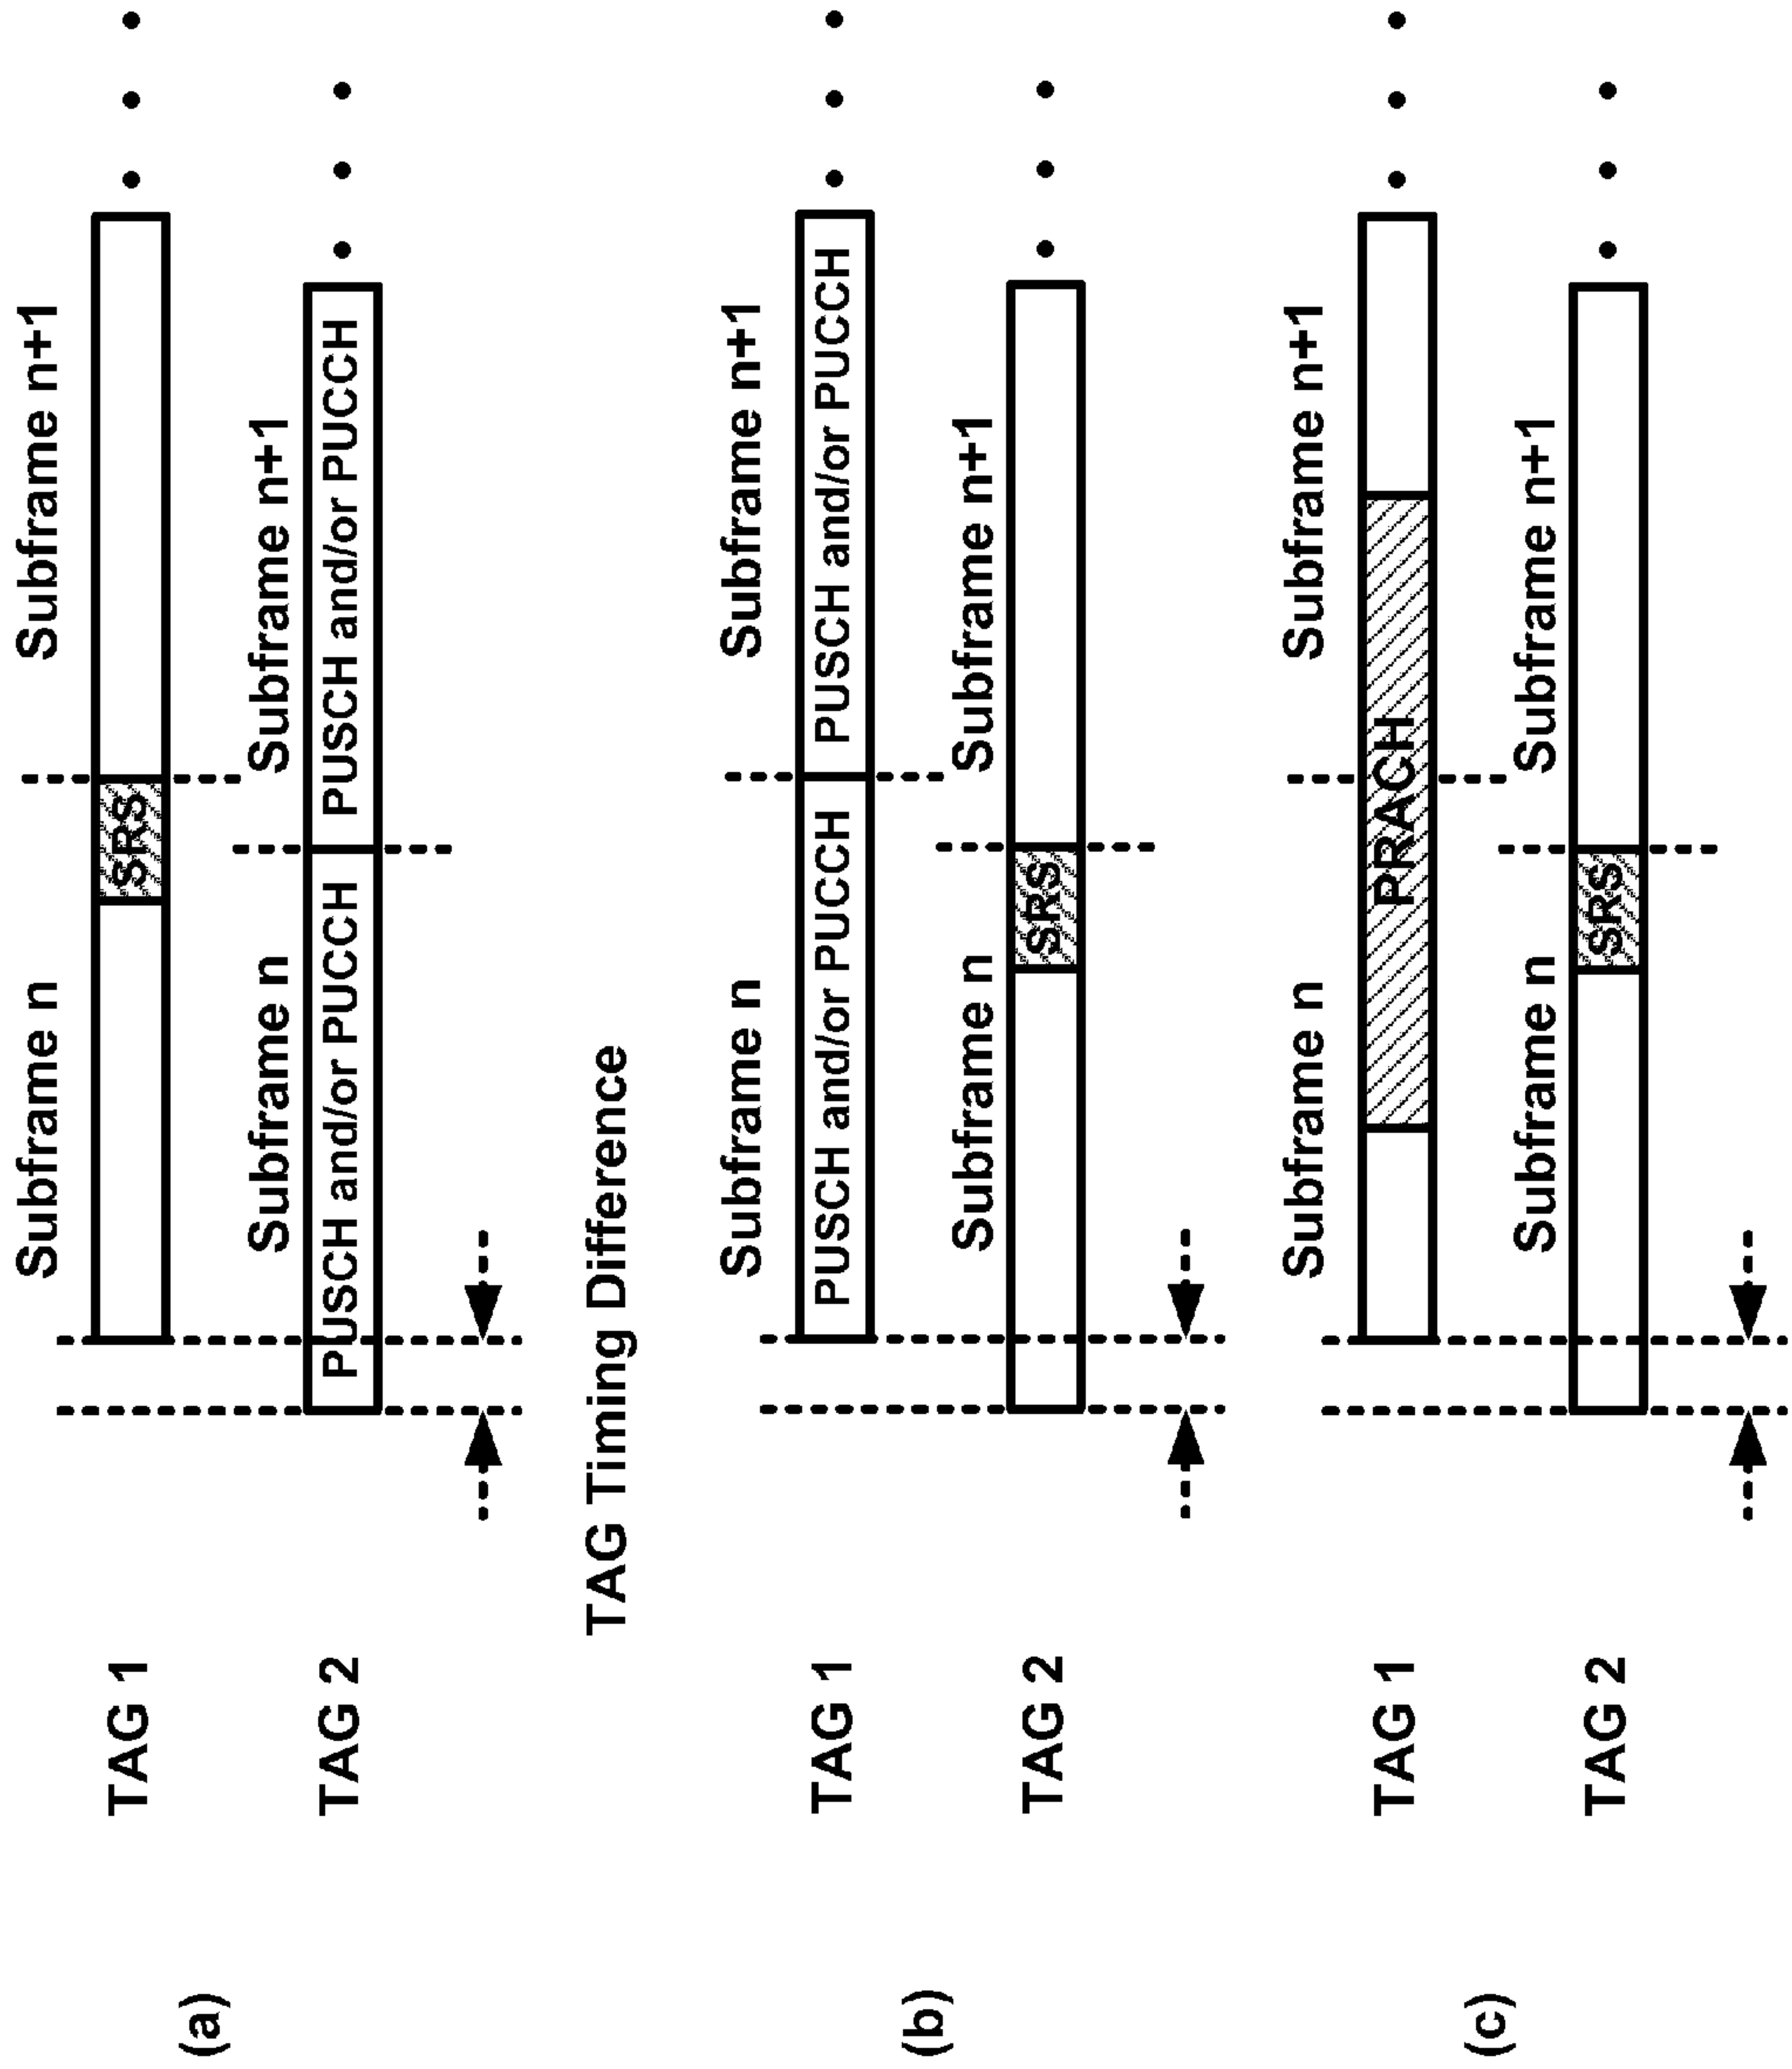 (a)
Subframe n Subframe n+1
TAG 1 SRS
Subframe n Subframe n+1
TAG 2 PUSCH and/or PUCCH PUSCH and/or PUCCH
TAG Timing Difference
(b)
Subframe n Subframe n+1
TAG 1 PUSCH and/or PUCCH PUSCH and/or PUCCH
Subframe n Subframe n+1
TAG 2 SRS
(c)
Subframe n Subframe n+1
TAG 1 PRACH
Subframe n Subframe n+1
TAG 2 SRS